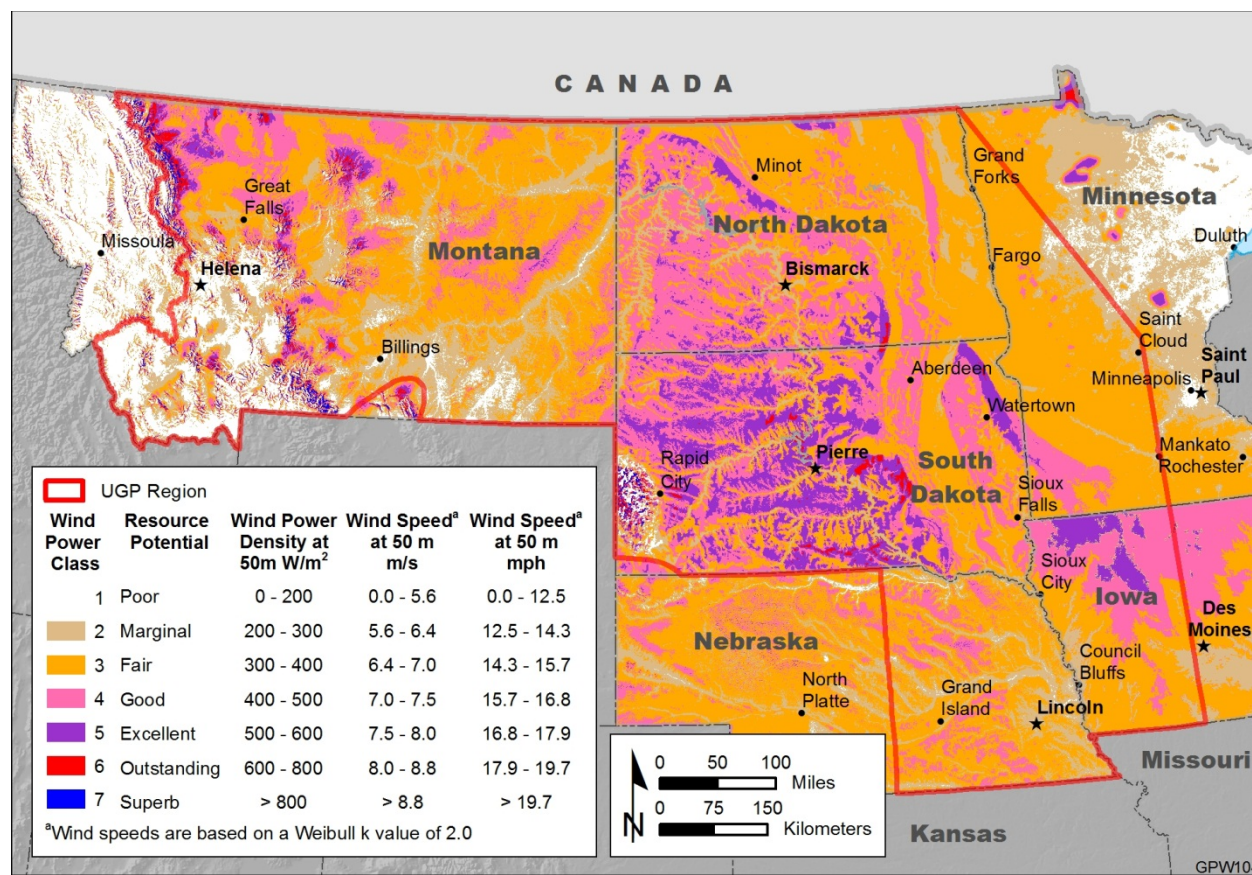 CANADA
Minot
Grand
Forks
Great
Falls
Minnesota
North Dakota
Montana
Duluth
Missoula
Helena
Bismarck
Fargo
Saint
Cloud
Billings
Saint
Paul
Minneapolis
Aberdeen
Watertown
Mankato
Rochester
Pierre
Rapid
City
South
Dakota
Sioux
Falls
Sioux
City
Iowa
Des
Moines
Nebraska
Council
Bluffs
North
Platte
Grand
Island
Lincoln
Missouri
Kansas
UGP Region
Wind Power Class Resource Potential Wind Power Density at 50m W/m² Wind Speedᵃ at 50 m m/s Wind Speedᵃ at 50 m mph
1 Poor 0 - 200 0.0 - 5.6 0.0 - 12.5
2 Marginal 200 - 300 5.6 - 6.4 12.5 - 14.3
3 Fair 300 - 400 6.4 - 7.0 14.3 - 15.7
4 Good 400 - 500 7.0 - 7.5 15.7 - 16.8
5 Excellent 500 - 600 7.5 - 8.0 16.8 - 17.9
6 Outstanding 600 - 800 8.0 - 8.8 17.9 - 19.7
7 Superb > 800 > 8.8 > 19.7
ᵃWind speeds are based on a Weibull k value of 2.0
N
0 50 100
Miles
0 75 150
Kilometers
GPW10